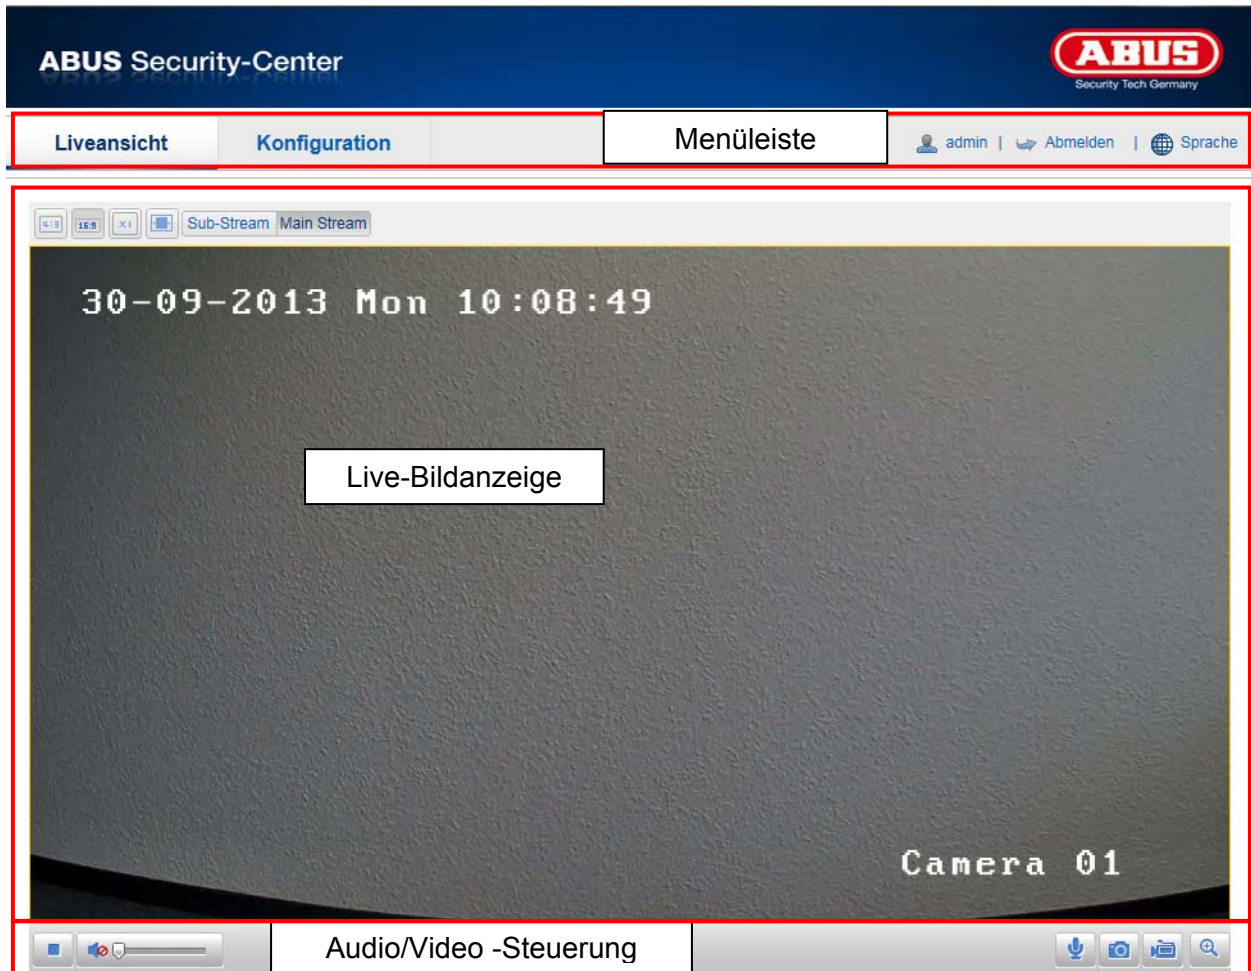 ABUS Security-Center
ABUS
Security Tech Germany
Liveansicht Konfiguration Menüleiste admin | Abmelden | Sprache
4:3 16:9 X1 Sub-Stream Main Stream
30-09-2013 Mon 10:08:49
Live-Bildanzeige
Camera 01
Audio/Video -Steuerung